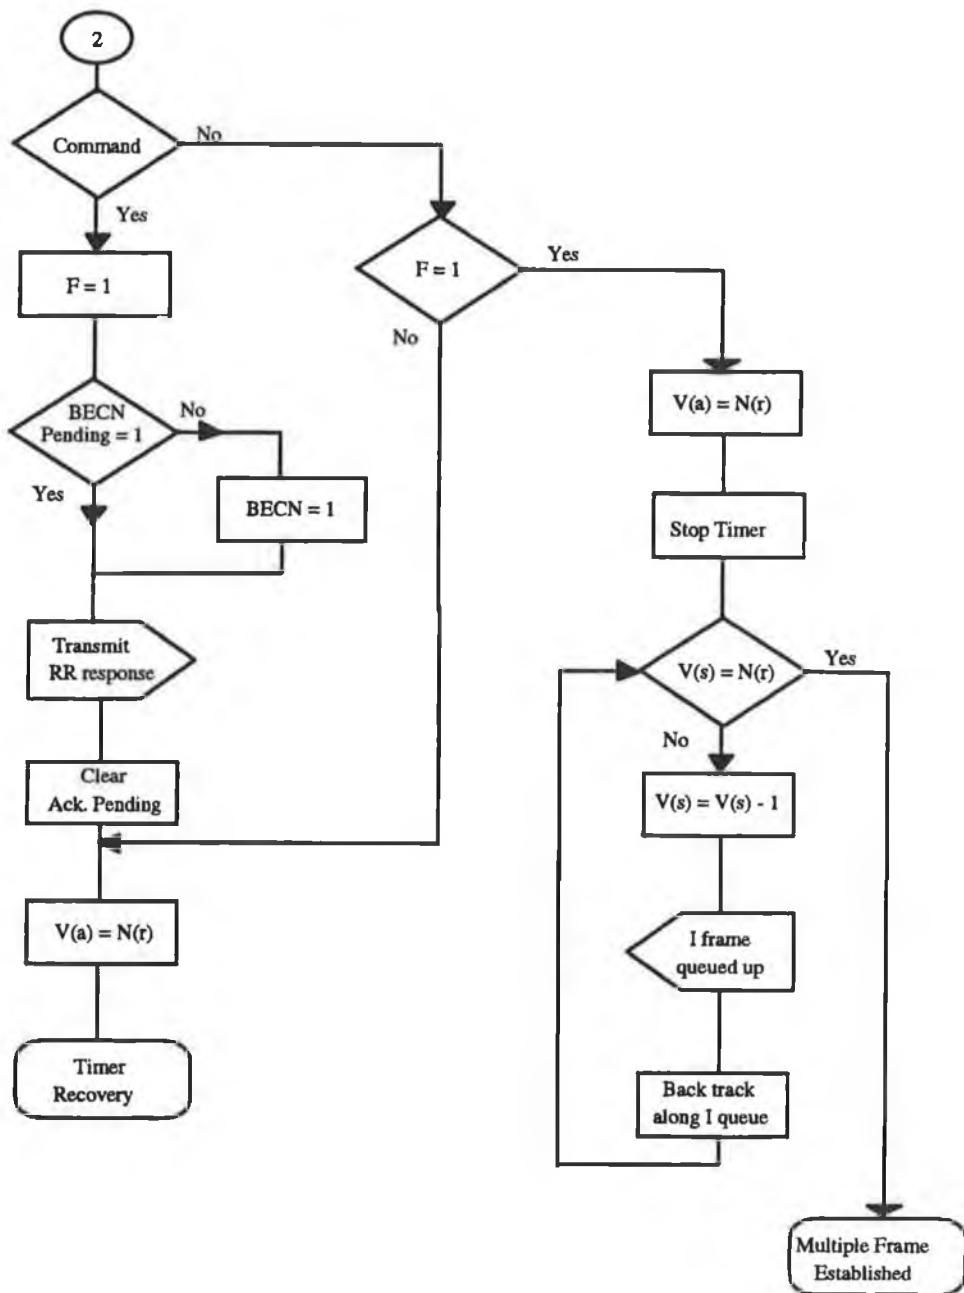 2
Command
No
Yes
F = 1
F = 1
Yes
No
BECN
Pending = 1
No
Yes
BECN = 1
V(a) = N(r)
Stop Timer
Transmit
RR response
V(s) = N(r)
Yes
No
Clear
Ack. Pending
V(s) = V(s) - 1
V(a) = N(r)
I frame
queued up
Timer
Recovery
Back track
along I queue
Multiple Frame
Established